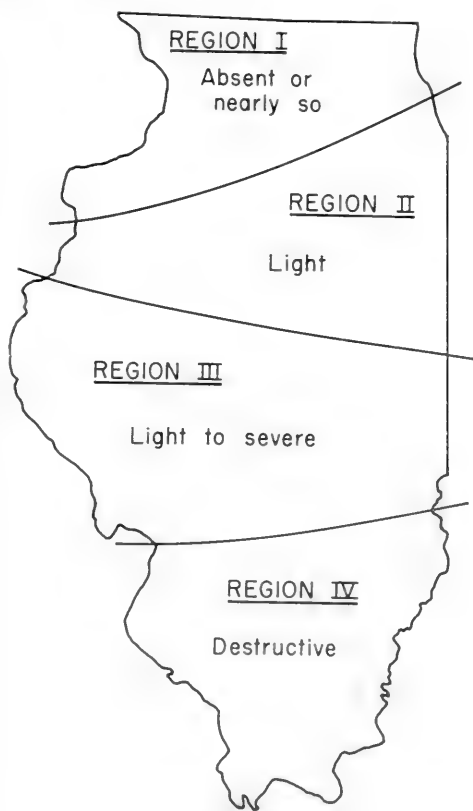 REGION I
Absent or
nearly so
REGION II
Light
REGION III
Light to severe
REGION IV
Destructive